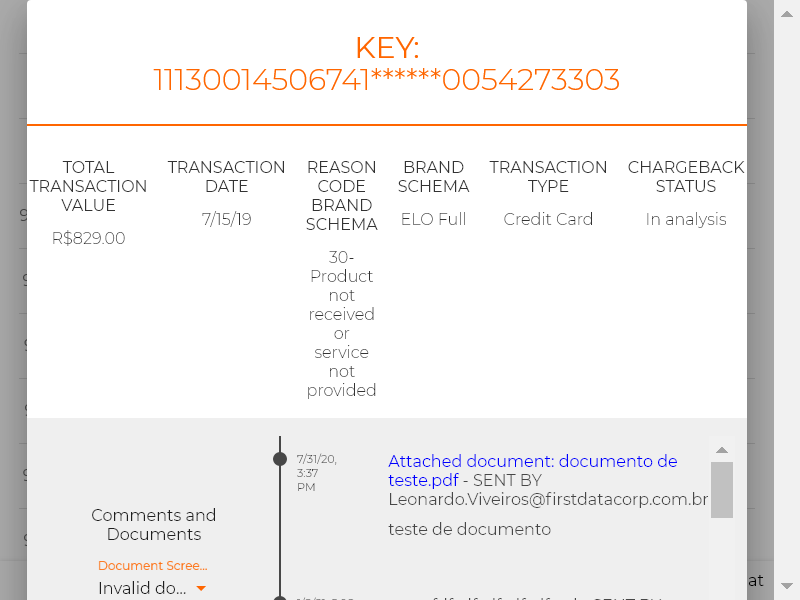 KEY:
11130014506741******0054273303
TOTAL
TRANSACTION
VALUE
R$829.00
TRANSACTION
DATE
7/15/19
REASON
CODE
BRAND
SCHEMA
30-
Product
not
received
or
service
not
provided
BRAND
SCHEMA
ELO Full
TRANSACTION
TYPE
Credit Card
CHARGEBACK
STATUS
In analysis
Comments and
Documents
Document Scree...
Invalid do...
7/31/20,
3:37
PM
Attached document: documento de
teste.pdf - SENT BY
Leonardo.Viveiros@firstdatacorp.com.br
teste de documento